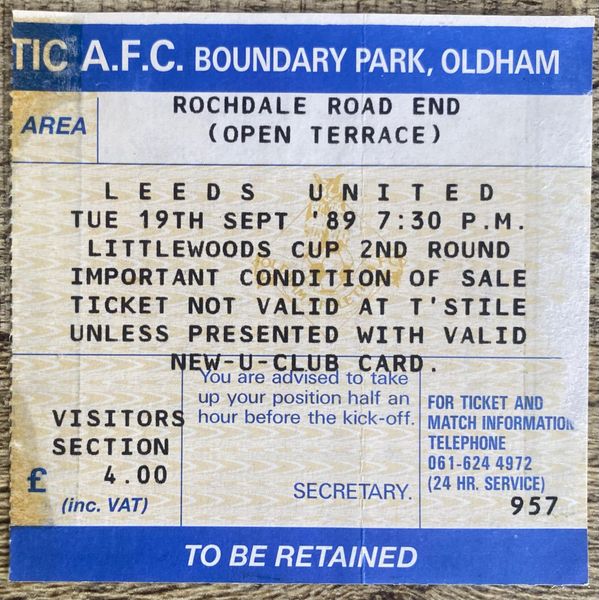 TIC A.F.C. BOUNDARY PARK, OLDHAM
AREA
ROCHDALE ROAD END
(OPEN TERRACE)
LEEDS UNITED
TUE 19TH SEPT '89 7:30 P.M.
LITTLEWOODS CUP 2ND ROUND
IMPORTANT CONDITION OF SALE
TICKET NOT VALID AT T'STILE
UNLESS PRESENTED WITH VALID
NEW-U-CLUB CARD.
VISITORS
SECTION
£ 4.00
(inc. VAT)
You are advised to take
up your position half an
hour before the kick-off.
SECRETARY.
FOR TICKET AND
MATCH INFORMATION
TELEPHONE
061-624 4972
(24 HR. SERVICE)
957
TO BE RETAINED